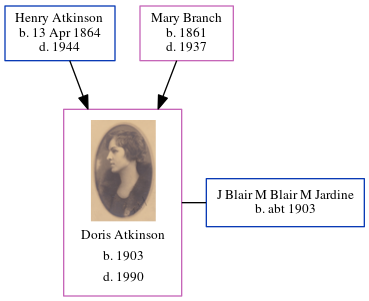 Henry Atkinson
b. 13 Apr 1864
d. 1944
Mary Branch
b. 1861
d. 1937
Doris Atkinson
b. 1903
d. 1990
J Blair M Blair M Jardine
b. abt 1903